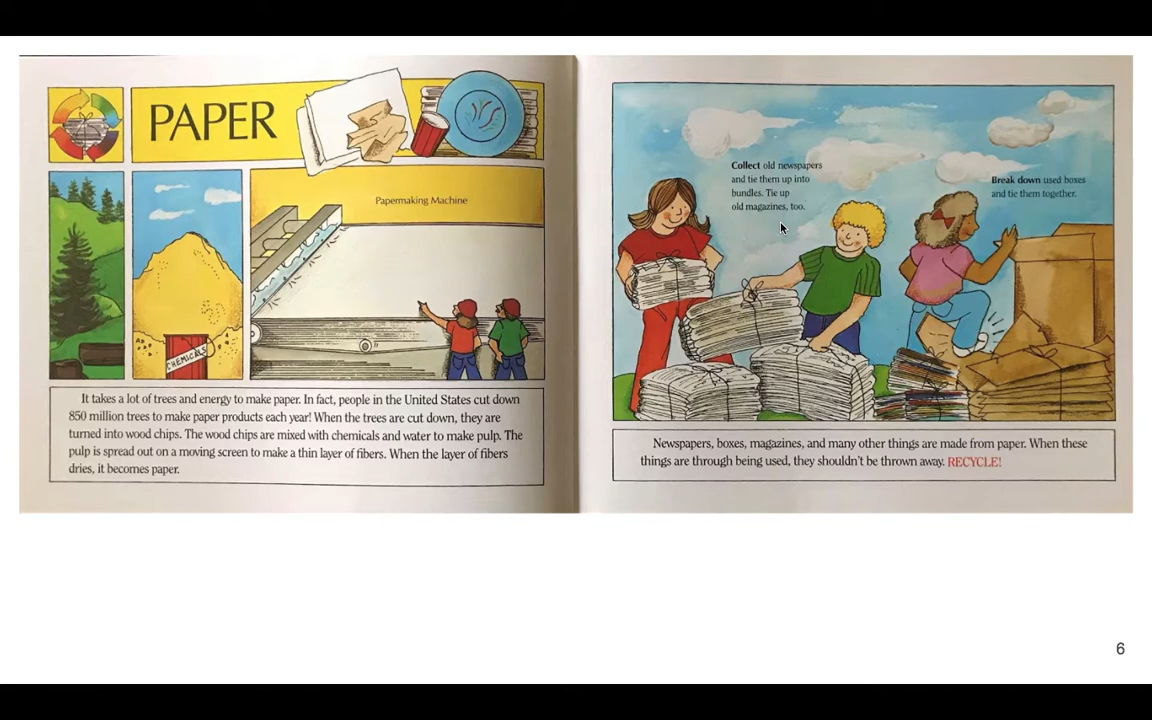 PAPER
Papermaking Machine
CHEMICALS
It takes a lot of trees and energy to make paper. In fact, people in the United States cut down
850 million trees to make paper products each year! When the trees are cut down, they are
turned into wood chips. The wood chips are mixed with chemicals and water to make pulp. The
pulp is spread out on a moving screen to make a thin layer of fibers. When the layer of fibers
dries, it becomes paper.
Collect old newspapers
and tie them up into
bundles. Tie up
old magazines, too.
Break down used boxes
and tie them together.
Newspapers, boxes, magazines, and many other things are made from paper. When these
things are through being used, they shouldn't be thrown away. RECYCLE!
6